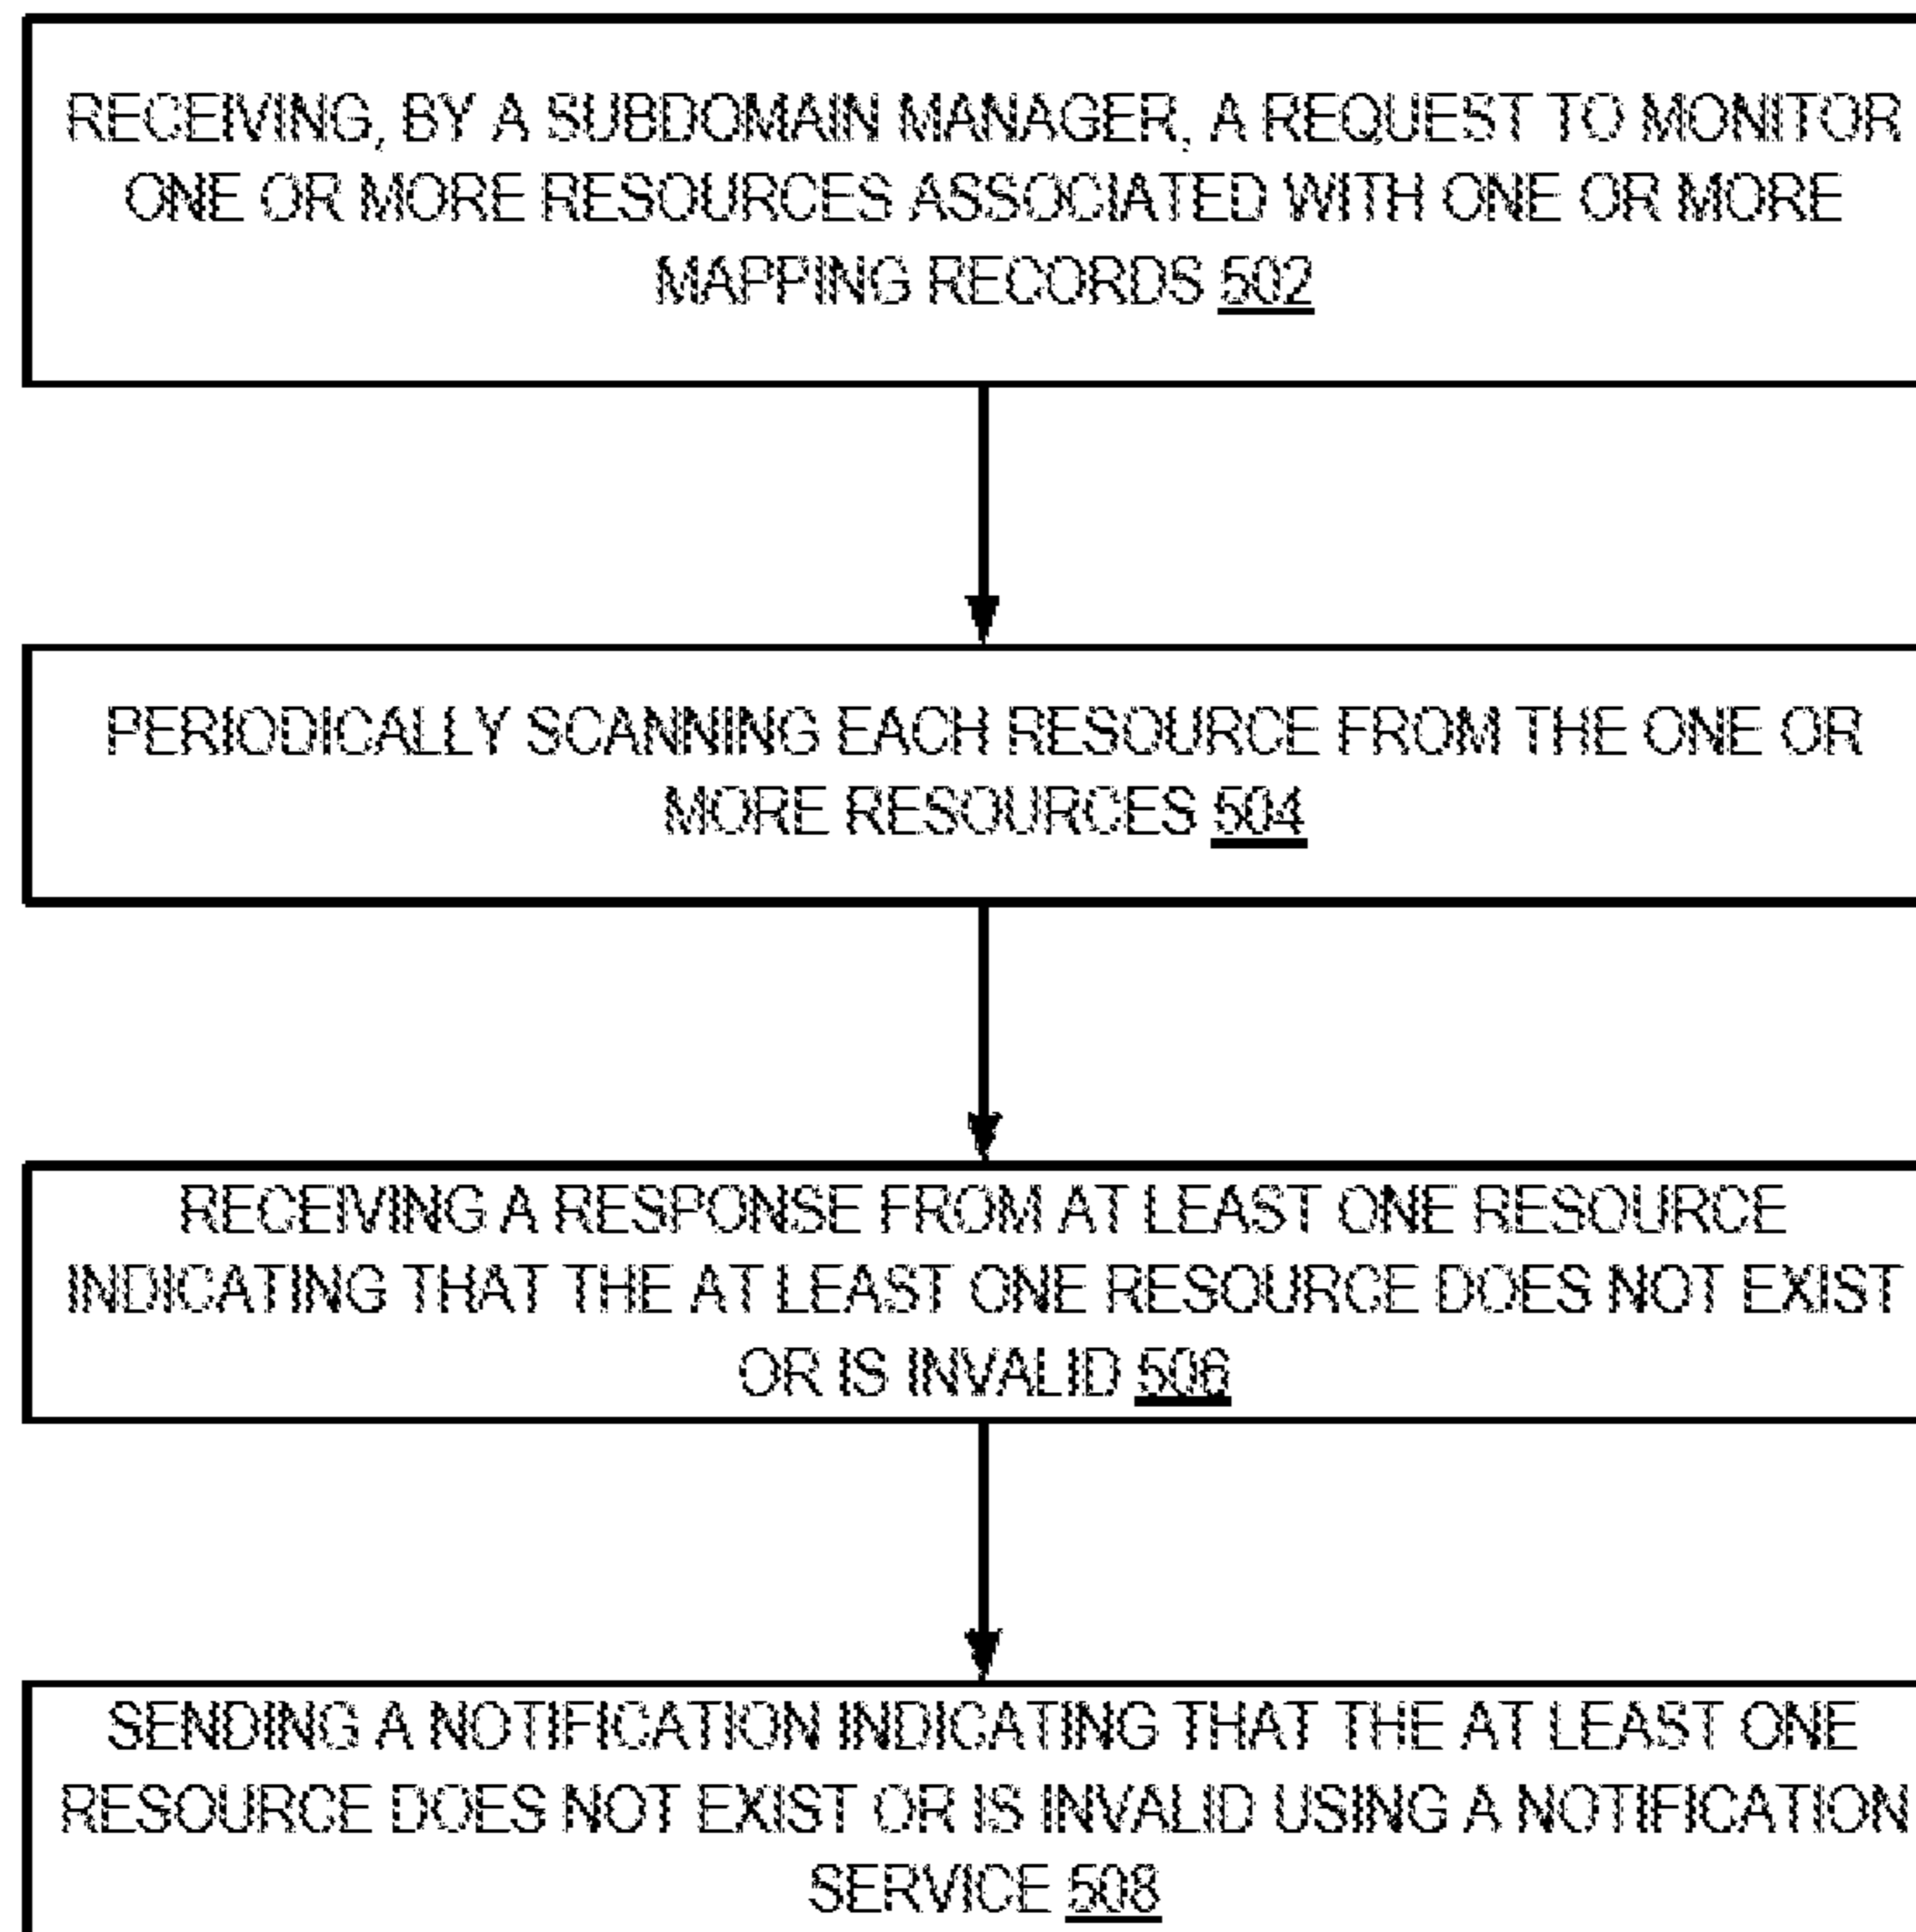 RECEIVING, BY A SUBDOMAIN MANAGER, A REQUEST TO MONITOR
ONE OR MORE RESOURCES ASSOCIATED WITH ONE OR MORE
MAPPING RECORDS 502
PERIODICALLY SCANNING EACH RESOURCE FROM THE ONE OR
MORE RESOURCES 504
RECEIVING A RESPONSE FROM AT LEAST ONE RESOURCE
INDICATING THAT THE AT LEAST ONE RESOURCE DOES NOT EXIST
OR IS INVALID 506
SENDING A NOTIFICATION INDICATING THAT THE AT LEAST ONE
RESOURCE DOES NOT EXIST OR IS INVALID USING A NOTIFICATION
SERVICE 508